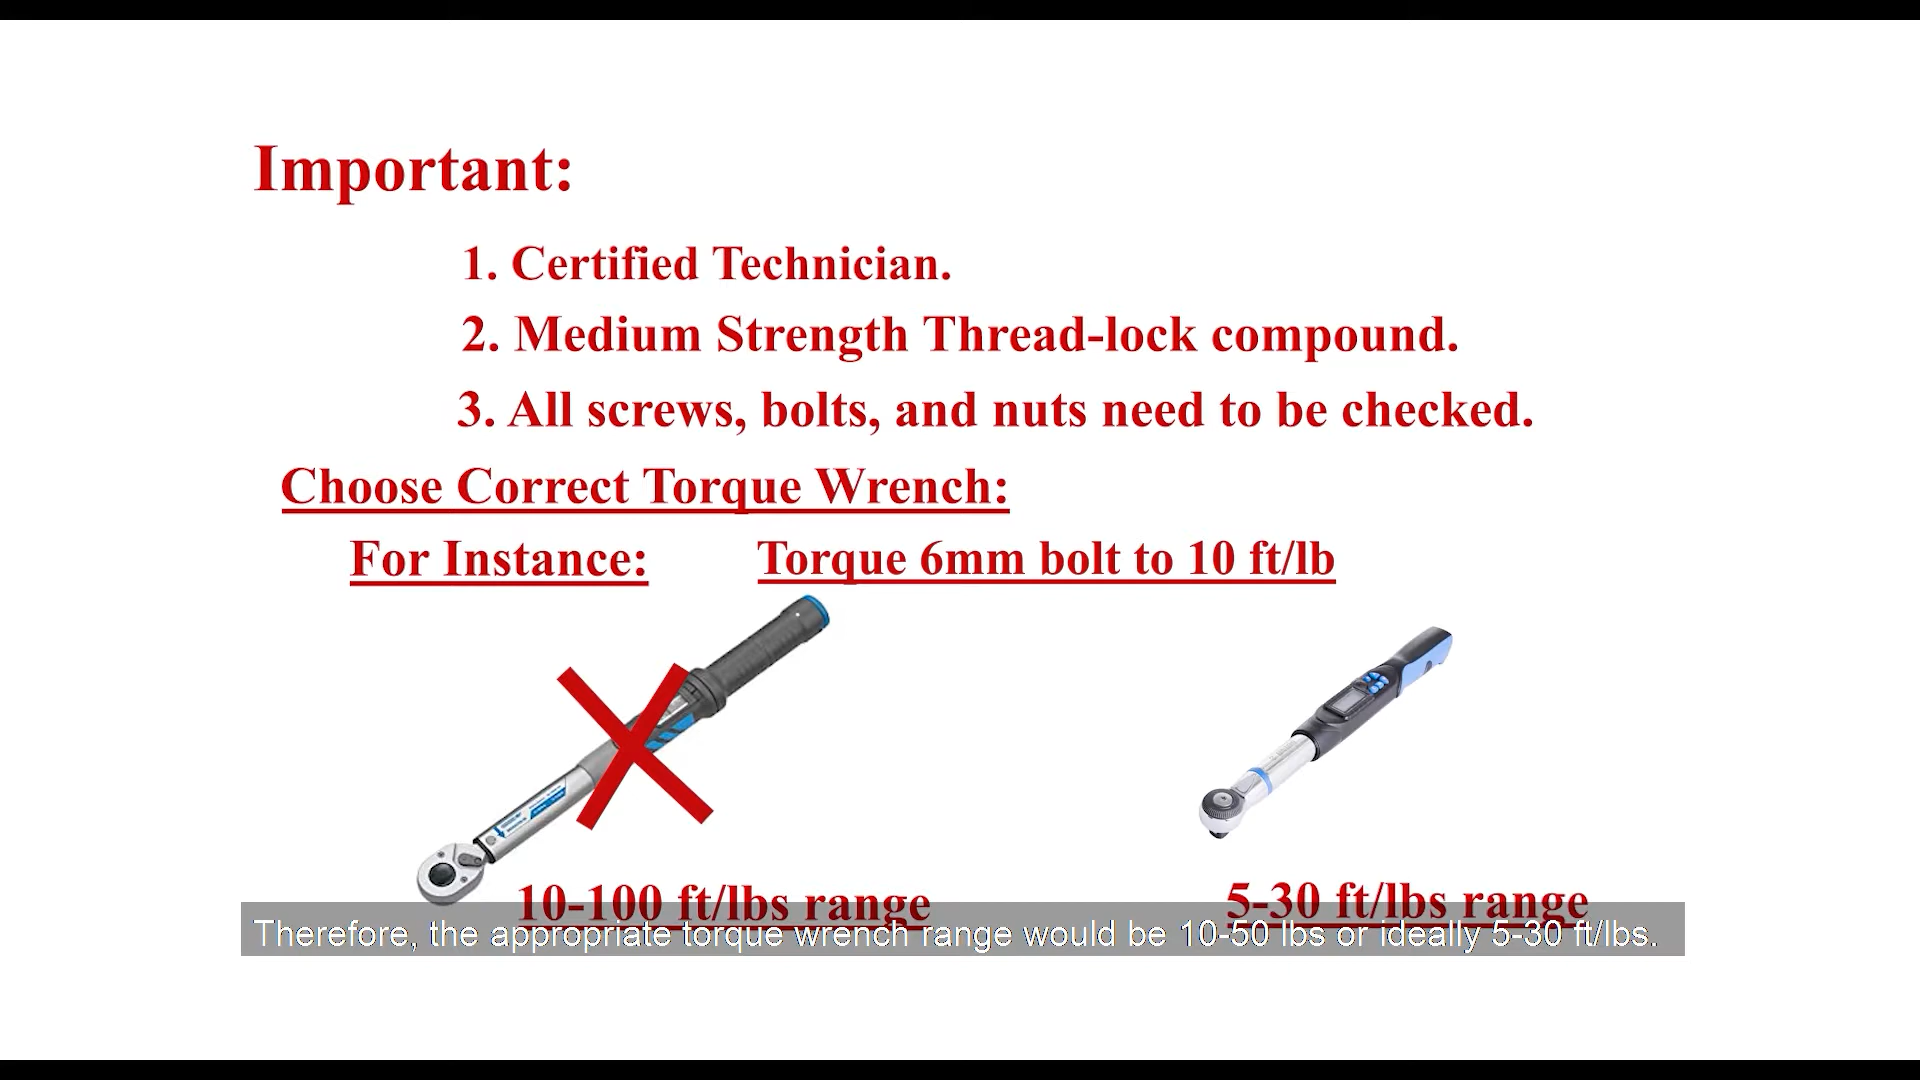 Important:
1. Certified Technician.
2. Medium Strength Thread-lock compound.
3. All screws, bolts, and nuts need to be checked.
Choose Correct Torque Wrench:
For Instance: Torque 6mm bolt to 10 ft/lb
10-100 ft/lbs range
5-30 ft/lbs range
Therefore, the appropriate torque wrench range would be 10-50 lbs or ideally 5-30 ft/lbs.